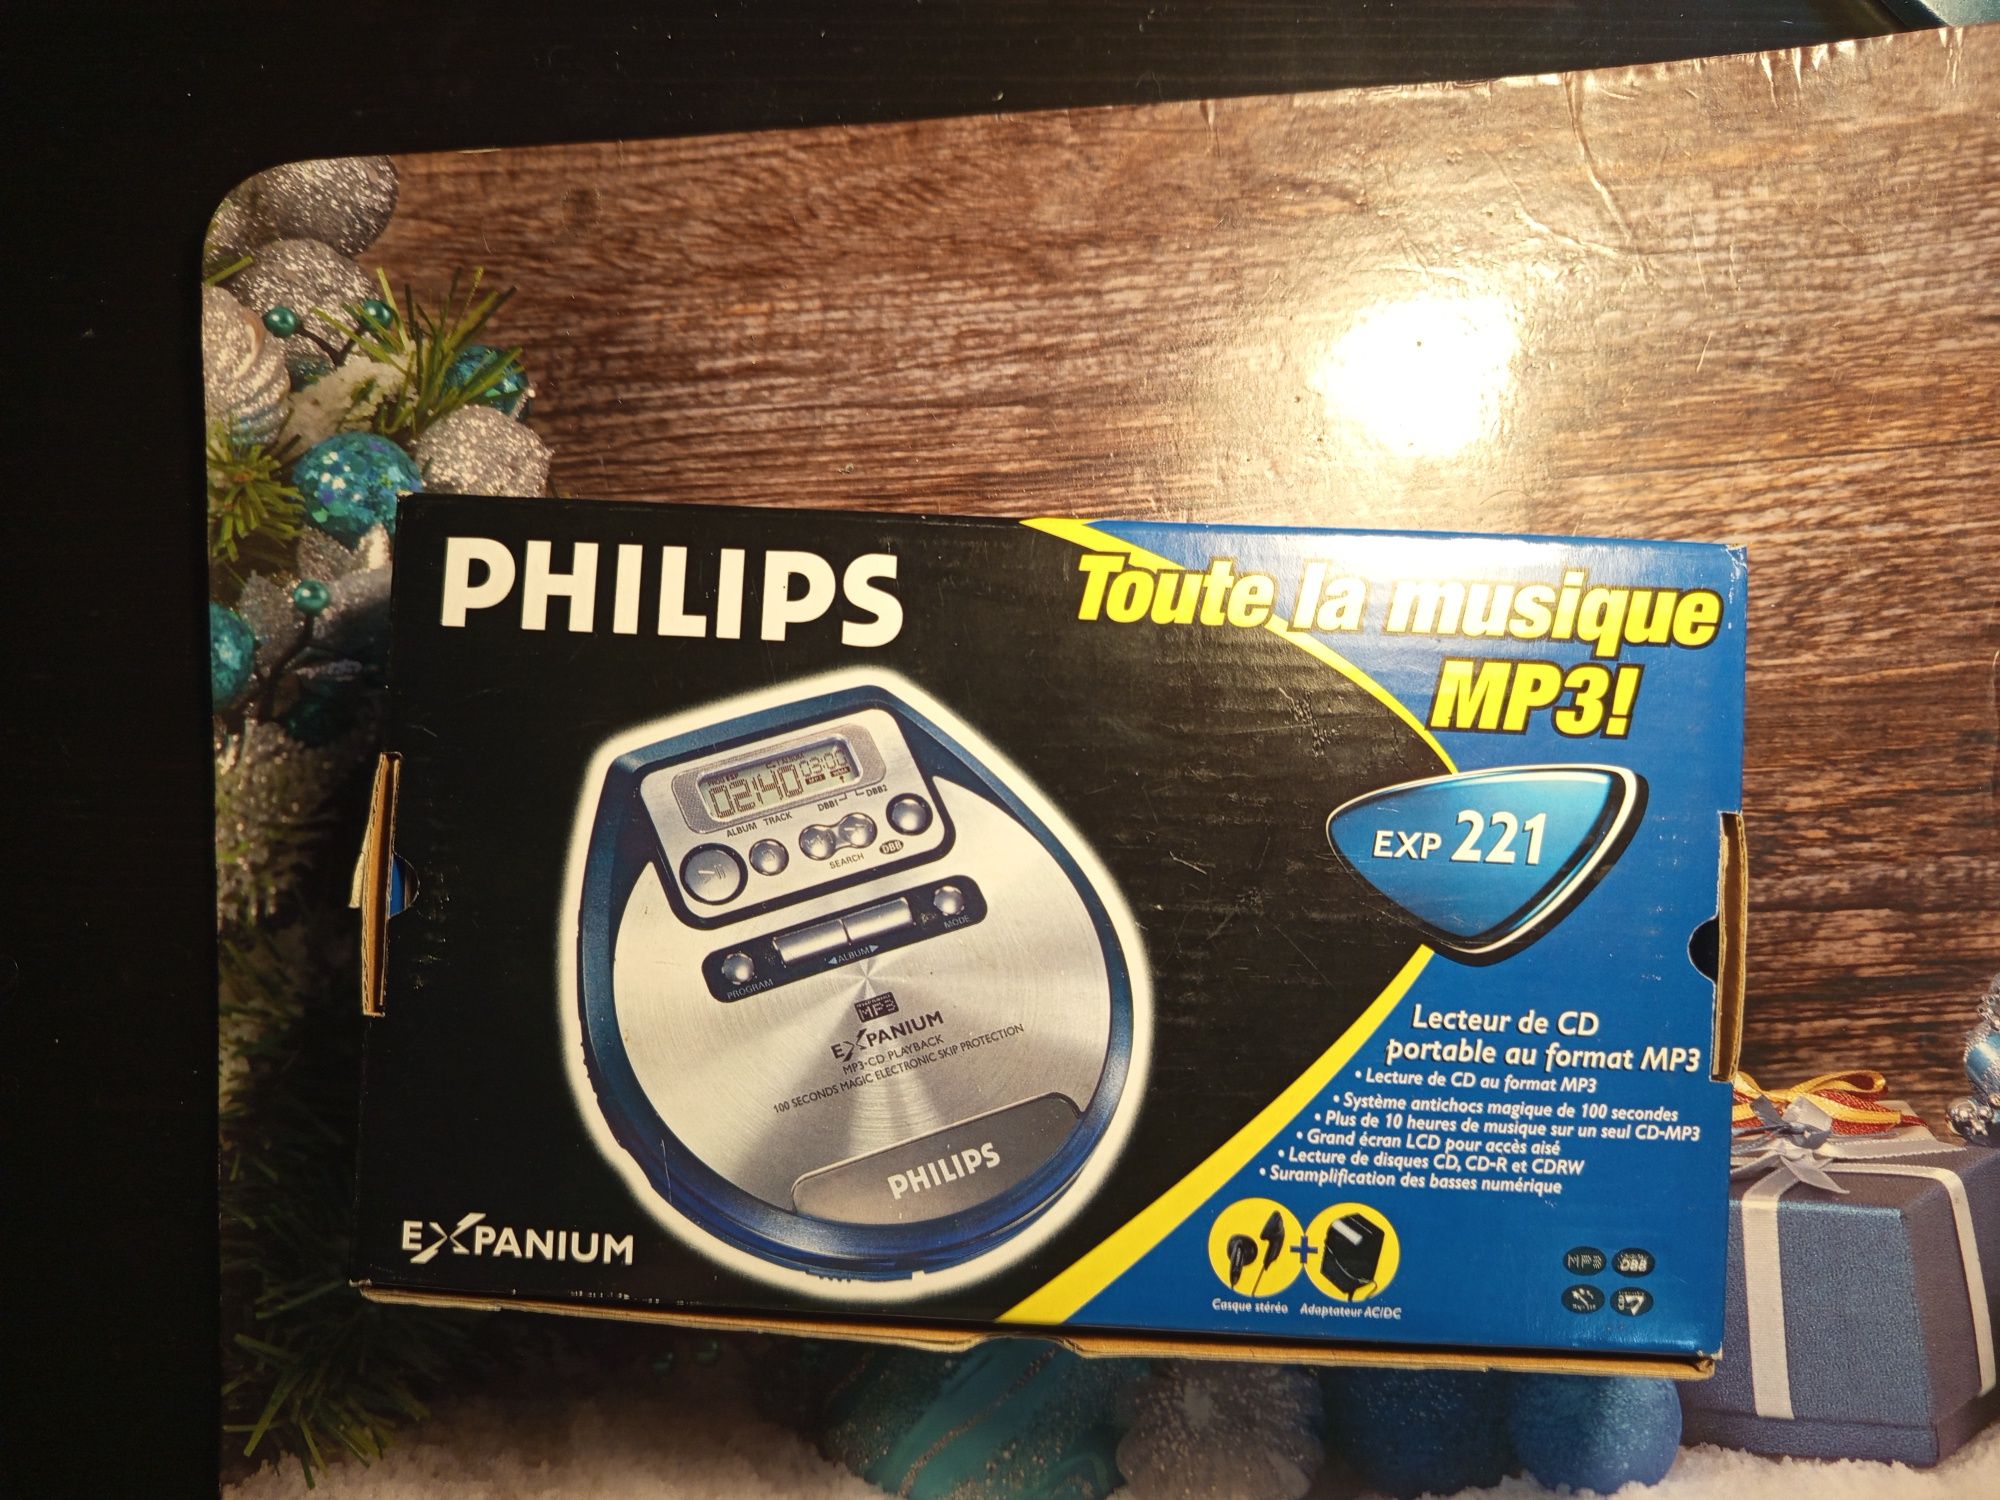 PHILIPS
Toute la musique
MP3!
EXP 221
02140 03:00
DBB1 DBB2
ALBUM TRACK
SEARCH
DBB
PROGRAM
ALBUM
MODE
MP3
EXPANIUM
MP3-CD PLAYBACK
100 SECONDS MAGIC ELECTRONIC SKIP PROTECTION
PHILIPS
EXPANIUM
Lecteur de CD
portable au format MP3
• Lecture de CD au format MP3
• Système antichocs magique de 100 secondes
• Plus de 10 heures de musique sur un seul CD-MP3
• Grand écran LCD pour accès aisé
• Lecture de disques CD, CD-R et CDRW
• Suramplification des basses numérique
+
Casque stéréo Adaptateur AC/DC
MP3 DBB